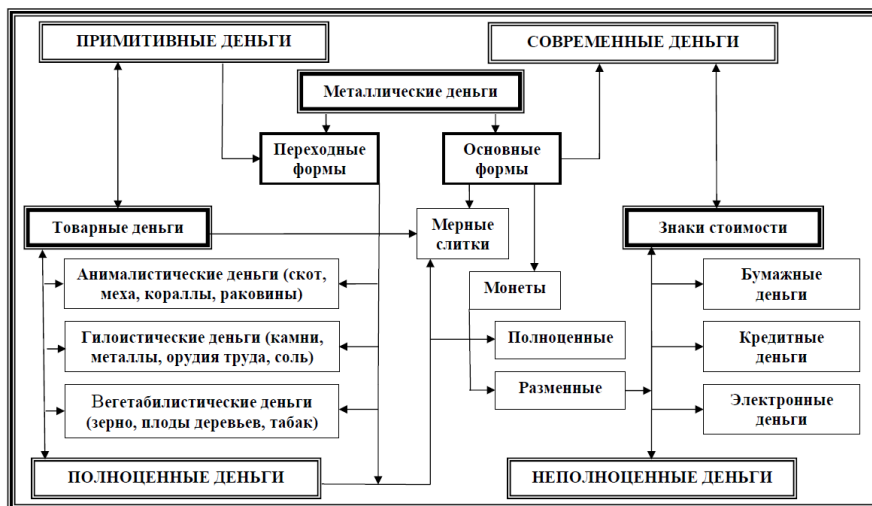 ПРИМИТИВНЫЕ ДЕНЬГИ
СОВРЕМЕННЫЕ ДЕНЬГИ
Металлические деньги
Переходные
формы
Основные
формы
Товарные деньги
Мерные
слитки
Знаки стоимости
Анималистические деньги (скот,
меха, кораллы, раковины)
Монеты
Бумажные
деньги
Гилоистические деньги (камни,
металлы, орудия труда, соль)
Полноценные
Кредитные
деньги
Вегетабилистические деньги
(зерно, плоды деревьев, табак)
Разменные
Электронные
деньги
ПОЛНОЦЕННЫЕ ДЕНЬГИ
НЕПОЛНОЦЕННЫЕ ДЕНЬГИ